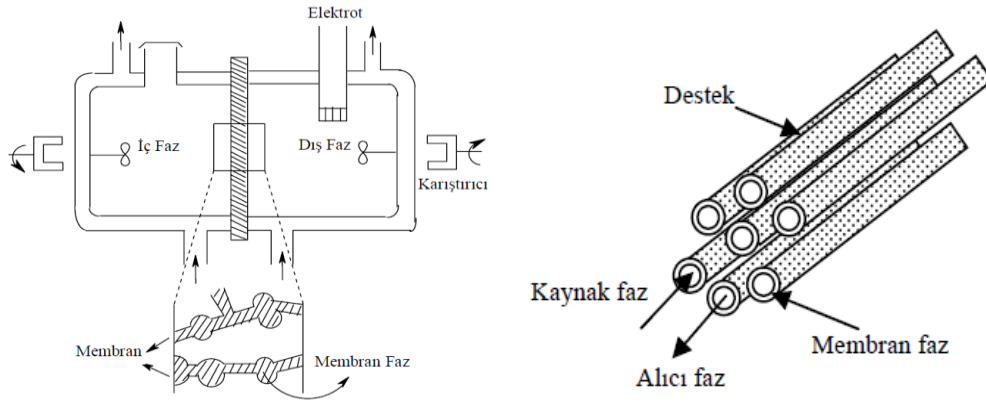 Elektrot
İç Faz
Dış Faz
Karıştırıcı
Membran
Membran Faz
Destek
Kaynak faz
Membran faz
Alıcı faz